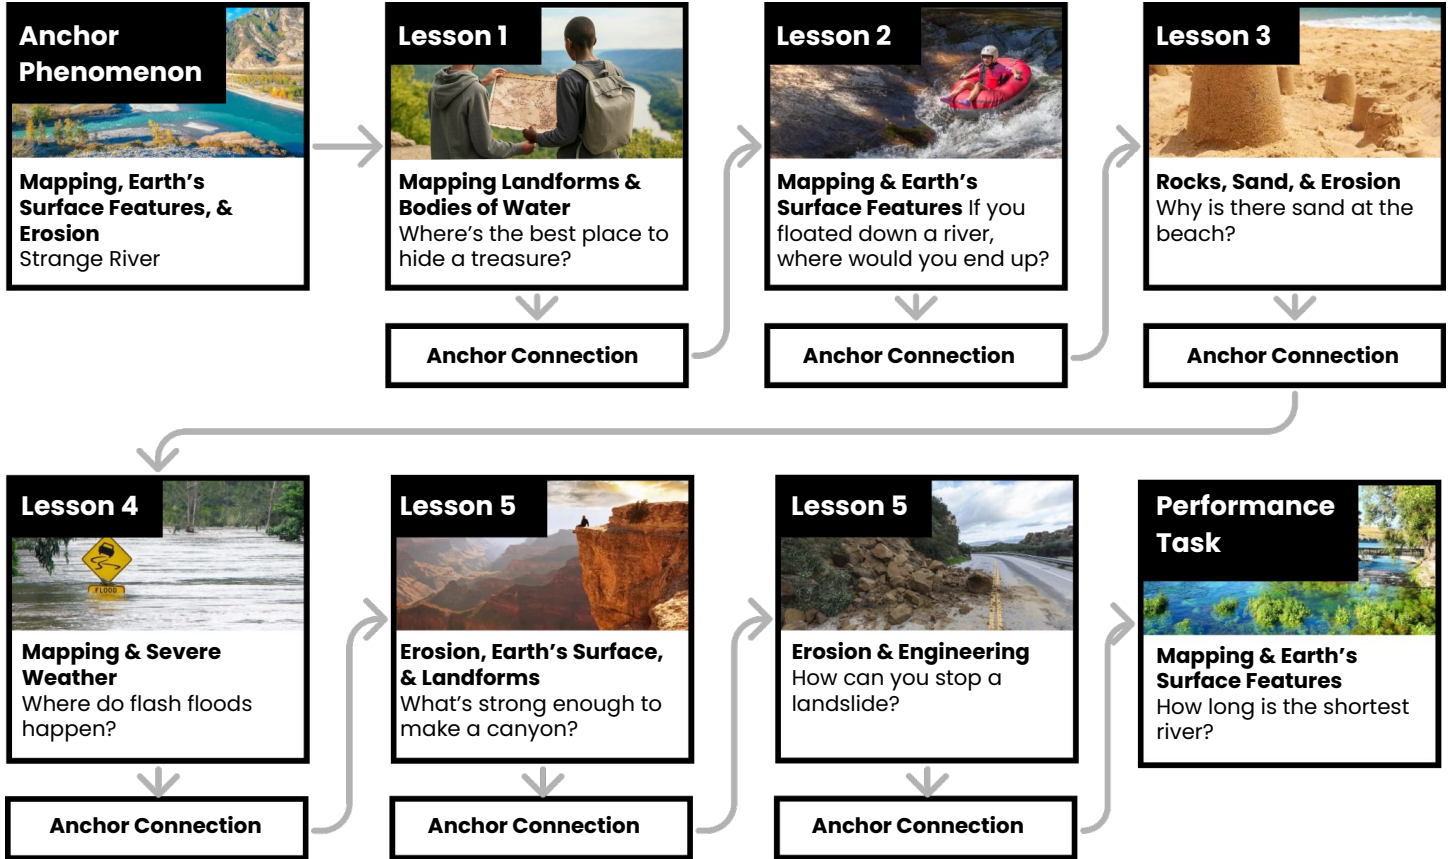 Anchor
Phenomenon
Mapping, Earth's
Surface Features, &
Erosion
Strange River
Lesson 1
Mapping Landforms &
Bodies of Water
Where's the best place to
hide a treasure?
Anchor Connection
Lesson 2
Mapping & Earth's
Surface Features If you
floated down a river,
where would you end up?
Anchor Connection
Lesson 3
Rocks, Sand, & Erosion
Why is there sand at the
beach?
Anchor Connection
Lesson 4
FLOOD
Mapping & Severe
Weather
Where do flash floods
happen?
Anchor Connection
Lesson 5
Erosion, Earth's Surface,
& Landforms
What's strong enough to
make a canyon?
Anchor Connection
Lesson 5
Erosion & Engineering
How can you stop a
landslide?
Anchor Connection
Performance
Task
Mapping & Earth's
Surface Features
How long is the shortest
river?